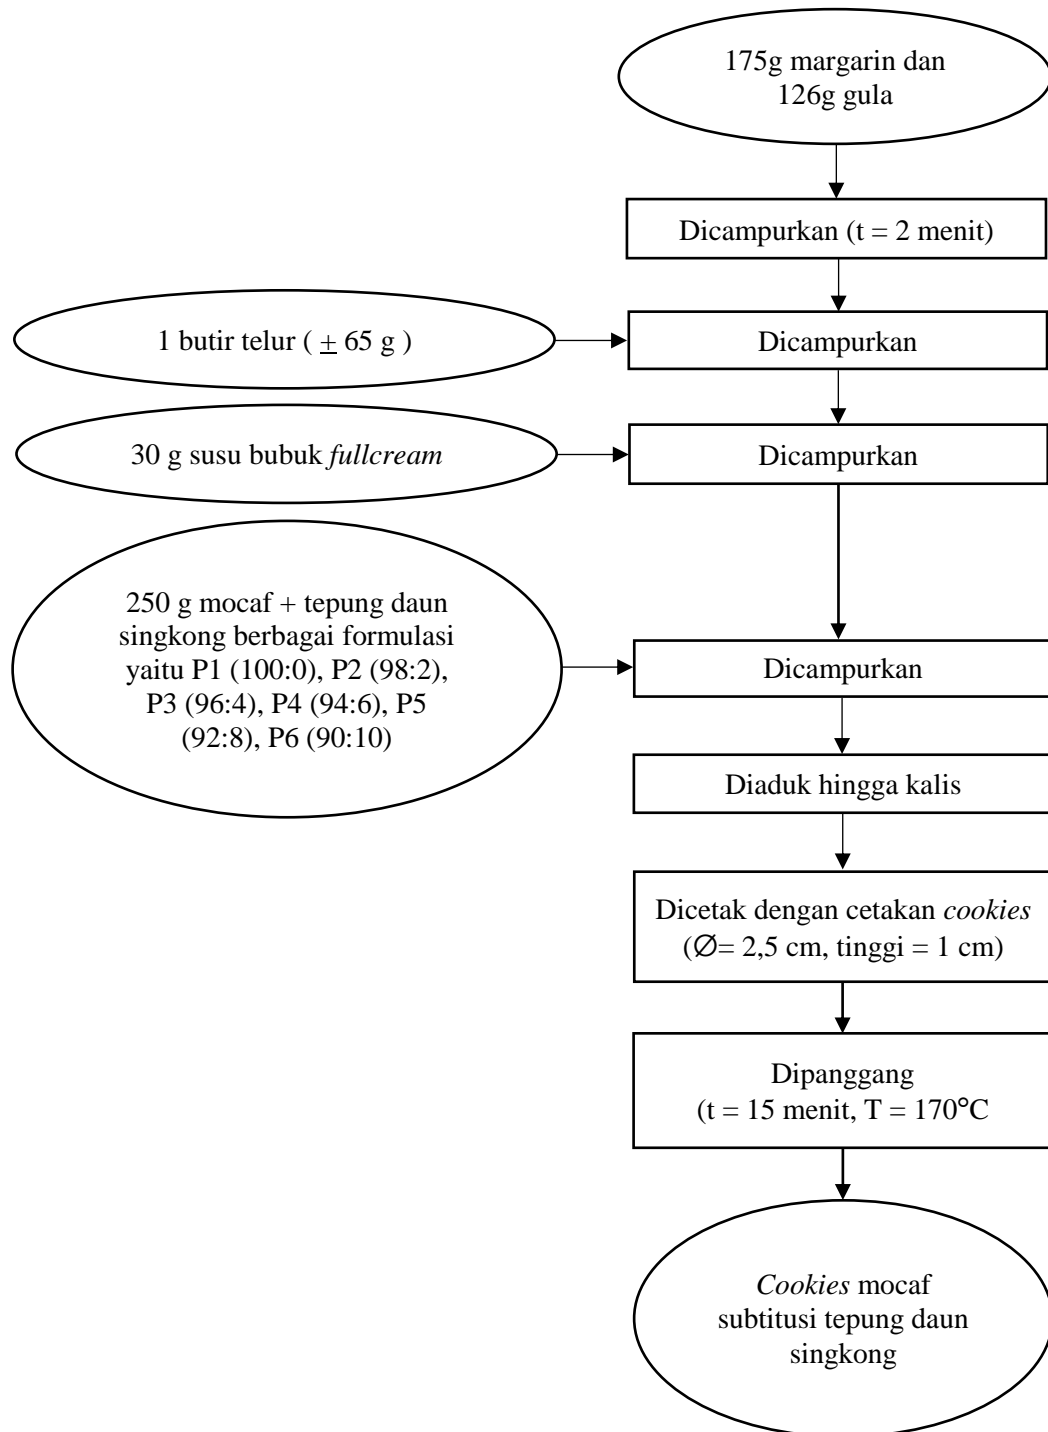 175g margarin dan
126g gula
Dicampurkan (t = 2 menit)
1 butir telur ( ± 65 g )
Dicampurkan
30 g susu bubuk fullcream
Dicampurkan
250 g mocaf + tepung daun
singkong berbagai formulasi
yaitu P1 (100:0), P2 (98:2),
P3 (96:4), P4 (94:6), P5
(92:8), P6 (90:10)
Dicampurkan
Diaduk hingga kalis
Dicetak dengan cetakan cookies
(∅= 2,5 cm, tinggi = 1 cm)
Dipanggang
(t = 15 menit, T = 170°C
Cookies mocaf
subtitusi tepung daun
singkong